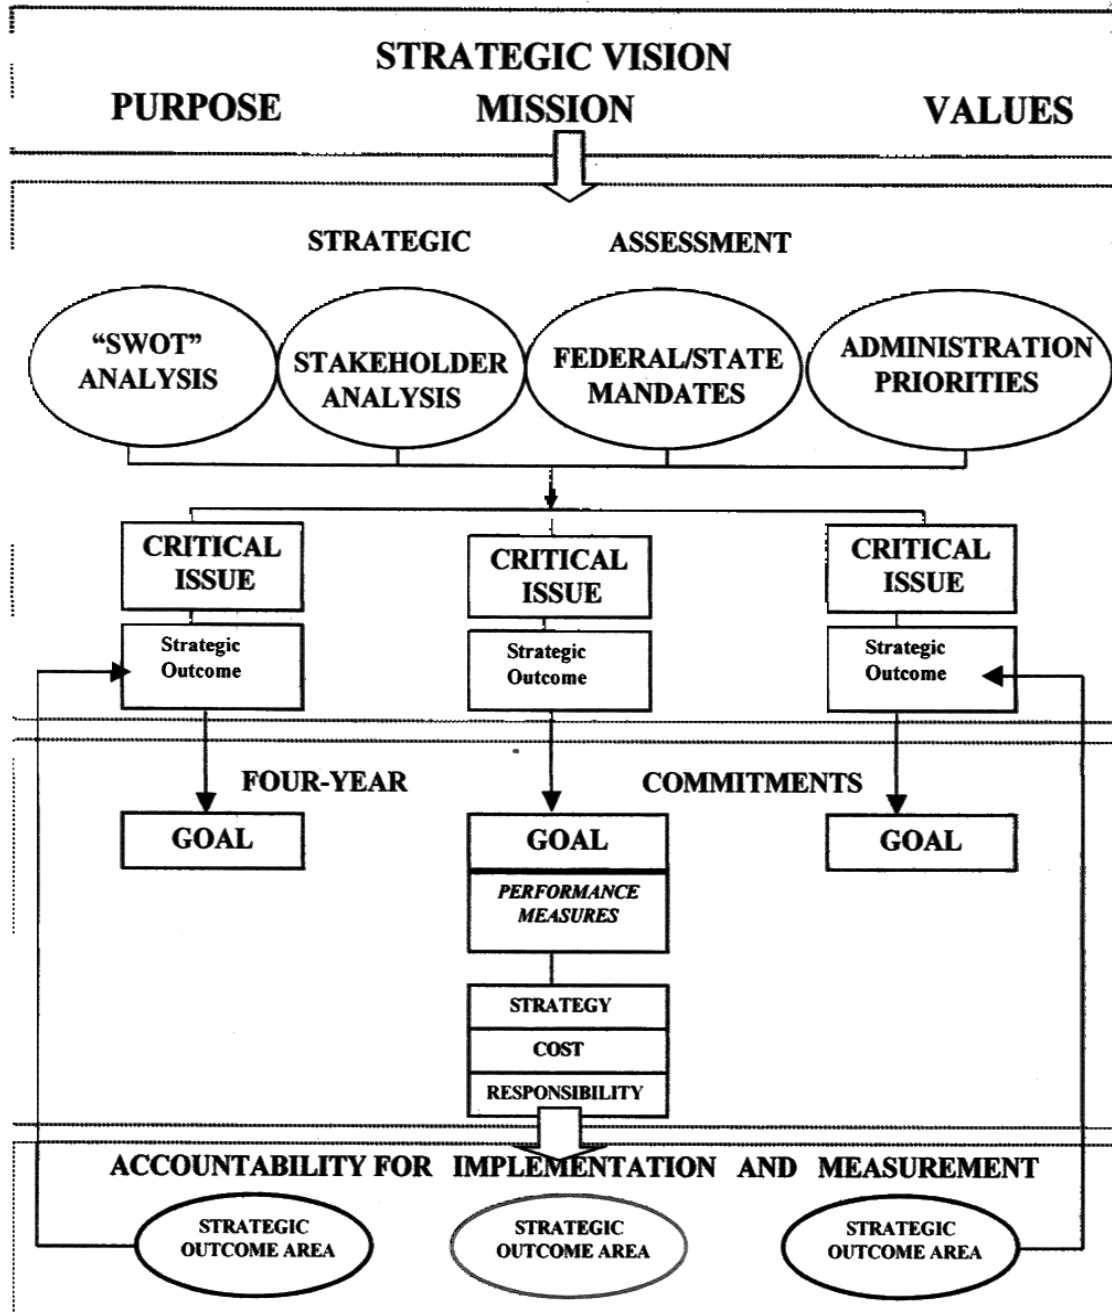 STRATEGIC VISION
PURPOSE MISSION VALUES
STRATEGIC ASSESSMENT
“SWOT”
ANALYSIS
STAKEHOLDER
ANALYSIS
FEDERAL/STATE
MANDATES
ADMINISTRATION
PRIORITIES
CRITICAL
ISSUE
CRITICAL
ISSUE
CRITICAL
ISSUE
Strategic
Outcome
Strategic
Outcome
Strategic
Outcome
FOUR-YEAR COMMITMENTS
GOAL
GOAL
GOAL
PERFORMANCE
MEASURES
STRATEGY
COST
RESPONSIBILITY
ACCOUNTABILITY FOR IMPLEMENTATION AND MEASUREMENT
STRATEGIC
OUTCOME AREA
STRATEGIC
OUTCOME AREA
STRATEGIC
OUTCOME AREA